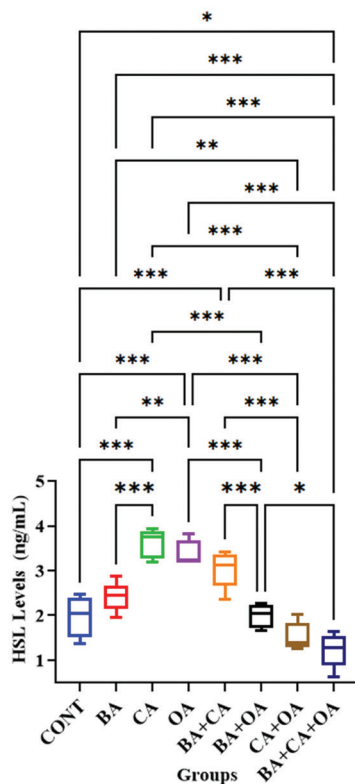 *
***
***
**
***
***
*** ***
***
*** ***
** ***
*** ***
*** *** *
5
4
3
2
1
HSL Levels (ng/mL)
CONT
BA
CA
OA
BA+CA
BA+OA
CA+OA
BA+CA+OA
Groups